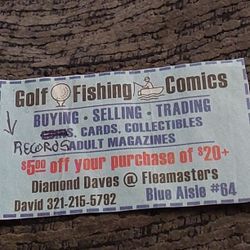 Golf Fishing Comics
BUYING • SELLING • TRADING
COINS, CARDS, COLLECTIBLES
RECORDS ADULT MAGAZINES
$5.00 off your purchase of $20+
Diamond Daves @ Fleamasters
David 321-215-5792 Blue Aisle #64